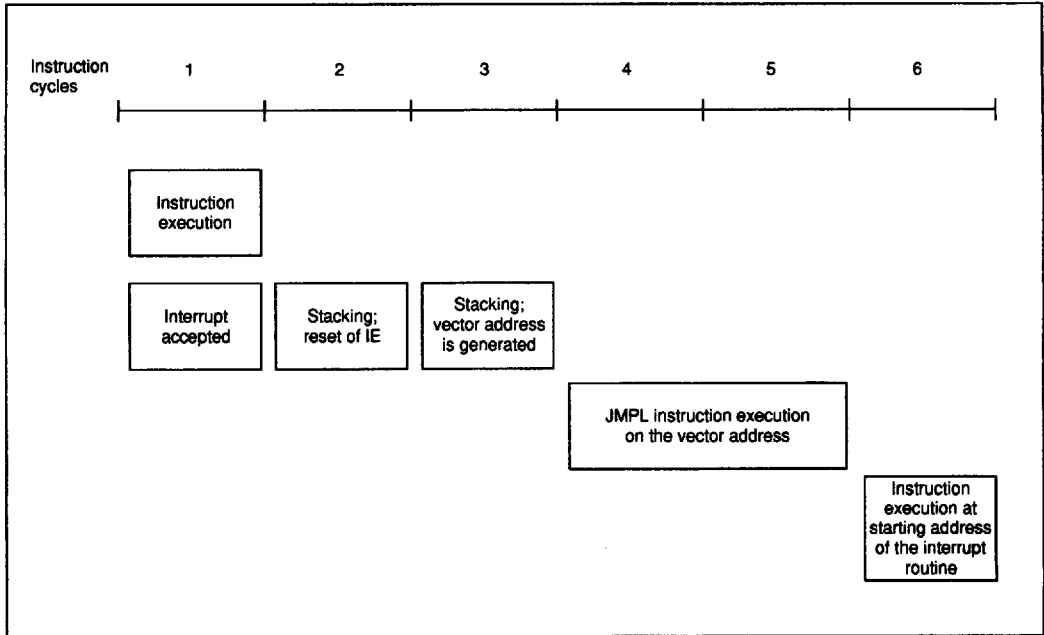 Instruction cycles
1 2 3 4 5 6
Instruction
execution
Interrupt
accepted
Stacking;
reset of IE
Stacking;
vector address
is generated
JMPL instruction execution
on the vector address
Instruction
execution at
starting address
of the interrupt
routine